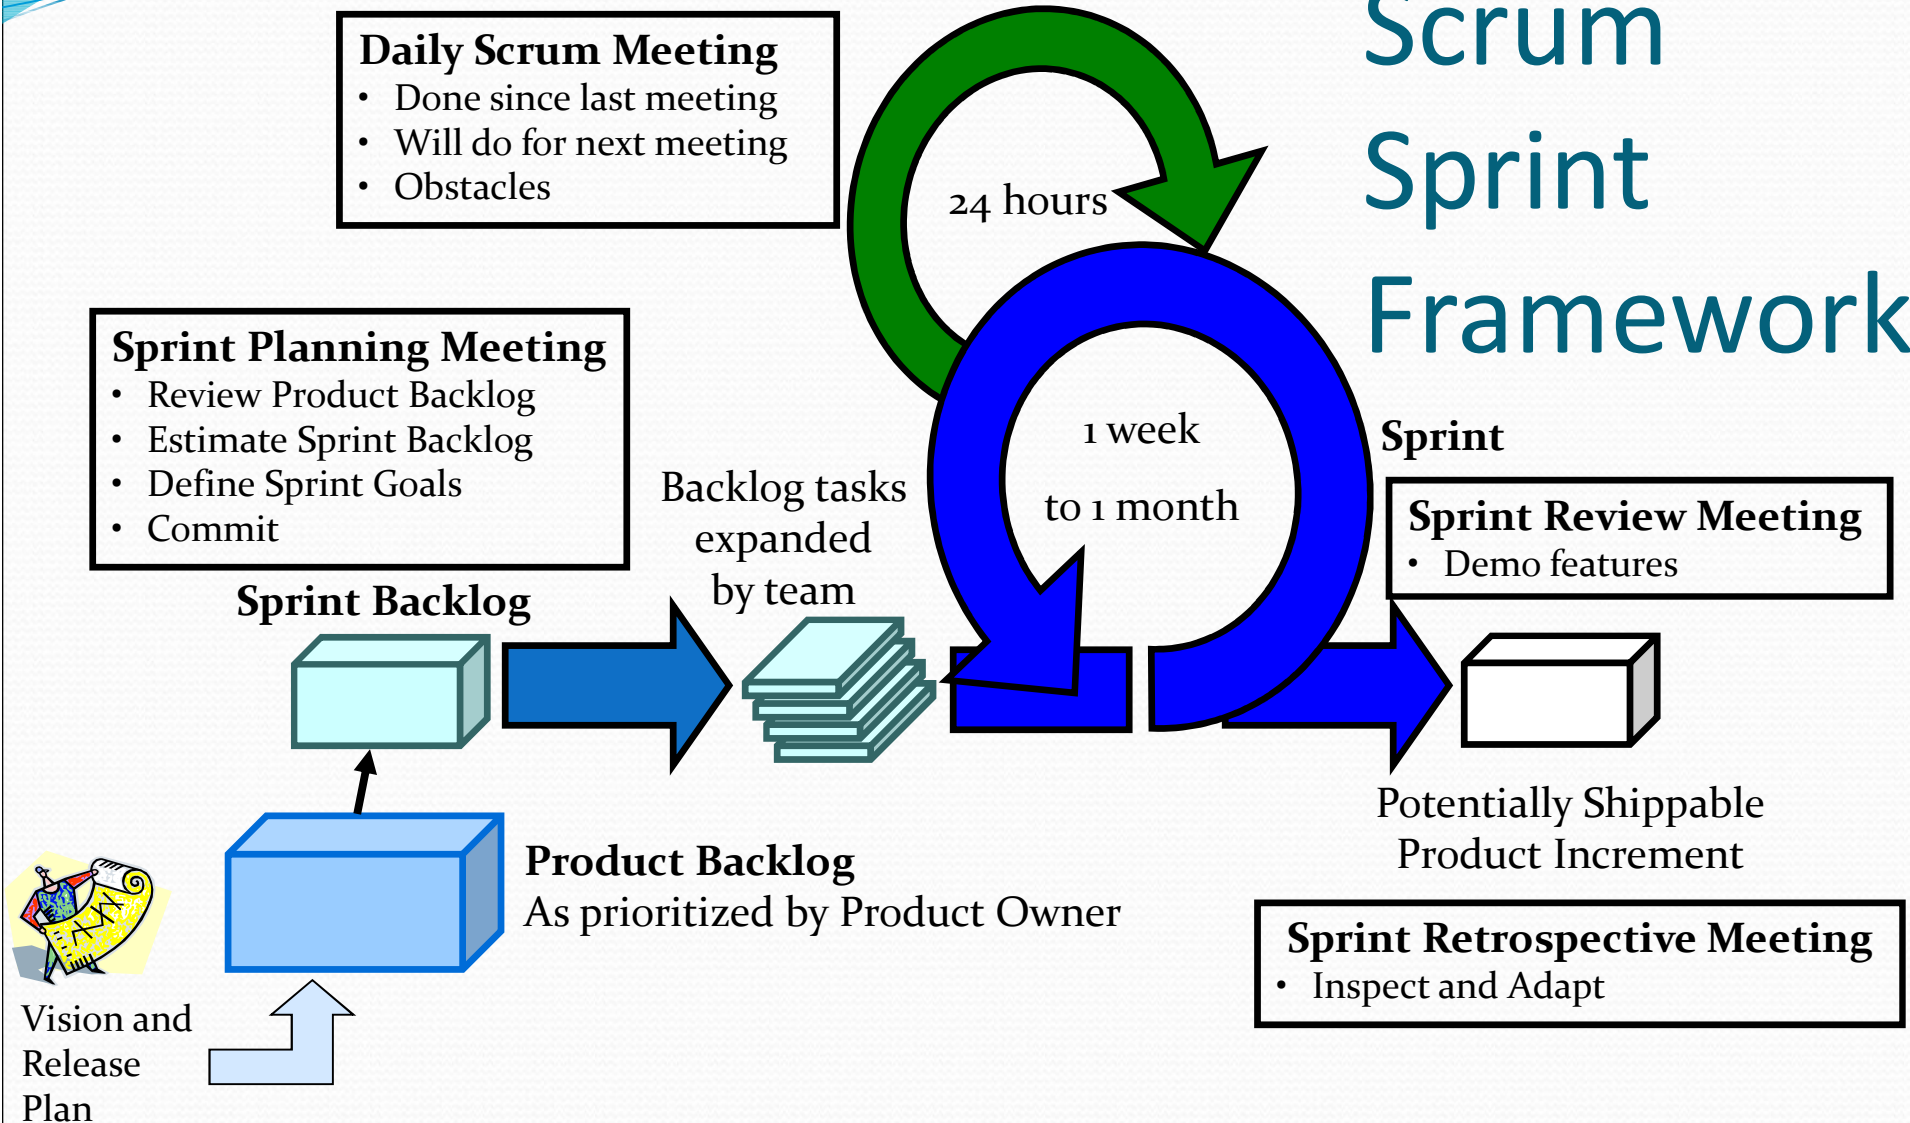 Scrum
Sprint
Framework
Daily Scrum Meeting
• Done since last meeting
• Will do for next meeting
• Obstacles
24 hours
Sprint Planning Meeting
• Review Product Backlog
• Estimate Sprint Backlog
• Define Sprint Goals
• Commit
1 week
to 1 month
Sprint
Backlog tasks
expanded
by team
Sprint Review Meeting
• Demo features
Sprint Backlog
Potentially Shippable
Product Increment
Product Backlog
As prioritized by Product Owner
Sprint Retrospective Meeting
• Inspect and Adapt
Vision and
Release
Plan